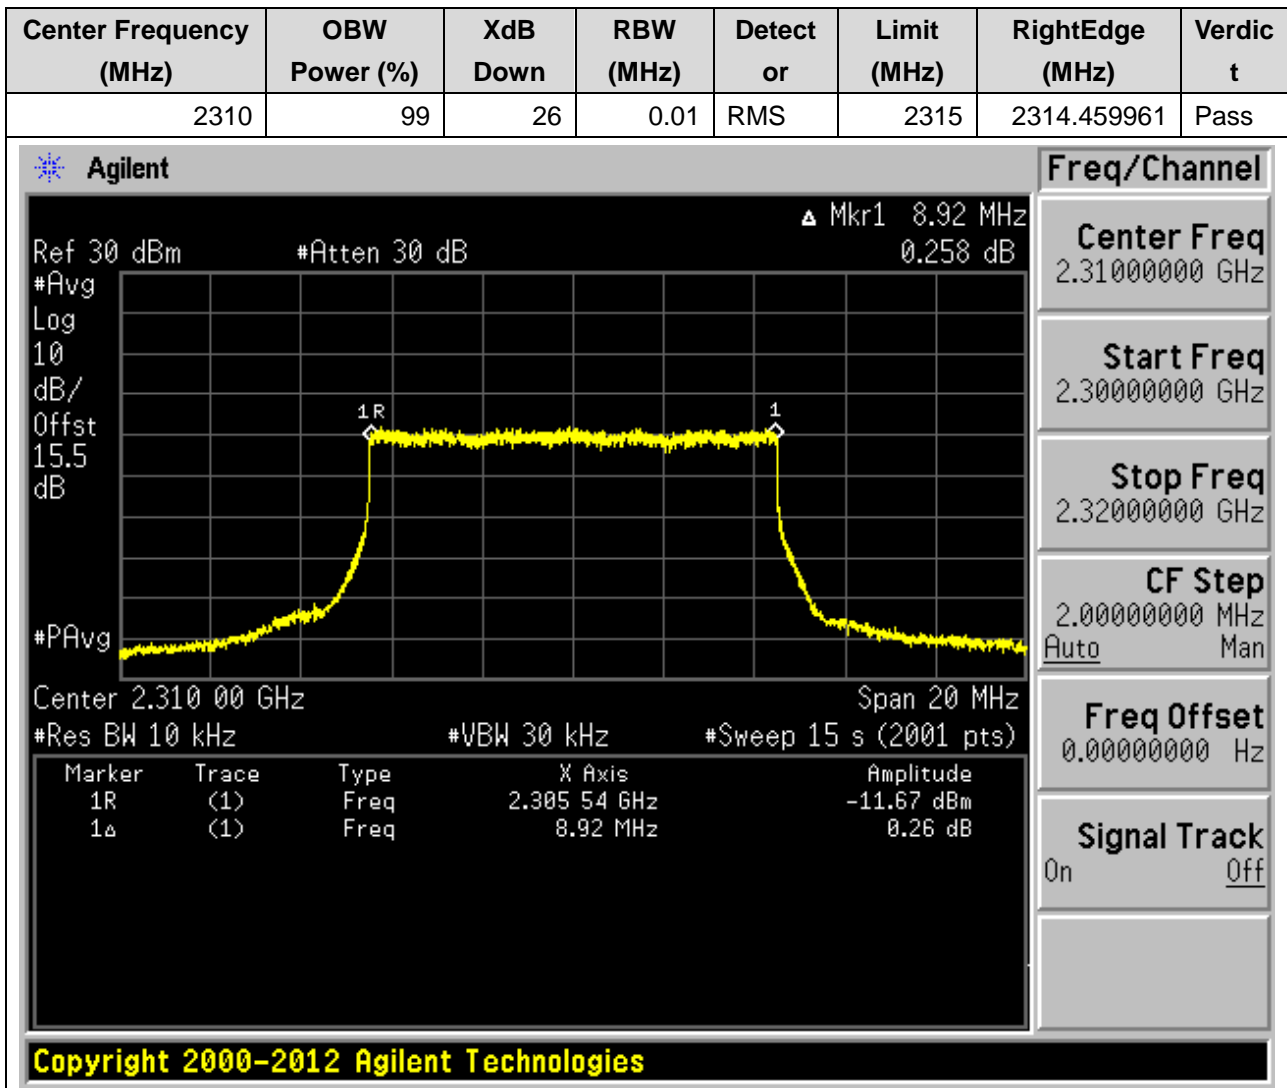 Center Frequency (MHz) OBW Power (%) XdB Down RBW (MHz) Detect or Limit (MHz) RightEdge (MHz) Verdic t
2310 99 26 0.01 RMS 2315 2314.459961 Pass
Agilent Freq/Channel
Δ Mkr1 8.92 MHz
Ref 30 dBm #Atten 30 dB 0.258 dB
#Avg
Log
10
dB/
Offst
15.5
dB
#PAvg
1R 1
Center 2.310 00 GHz Span 20 MHz
#Res BW 10 kHz #VBW 30 kHz #Sweep 15 s (2001 pts)
Marker Trace Type X Axis Amplitude
1R (1) Freq 2.305 54 GHz -11.67 dBm
1Δ (1) Freq 8.92 MHz 0.26 dB
Center Freq
2.31000000 GHz
Start Freq
2.30000000 GHz
Stop Freq
2.32000000 GHz
CF Step
2.00000000 MHz
Auto Man
Freq Offset
0.00000000 Hz
Signal Track
On Off
Copyright 2000-2012 Agilent Technologies